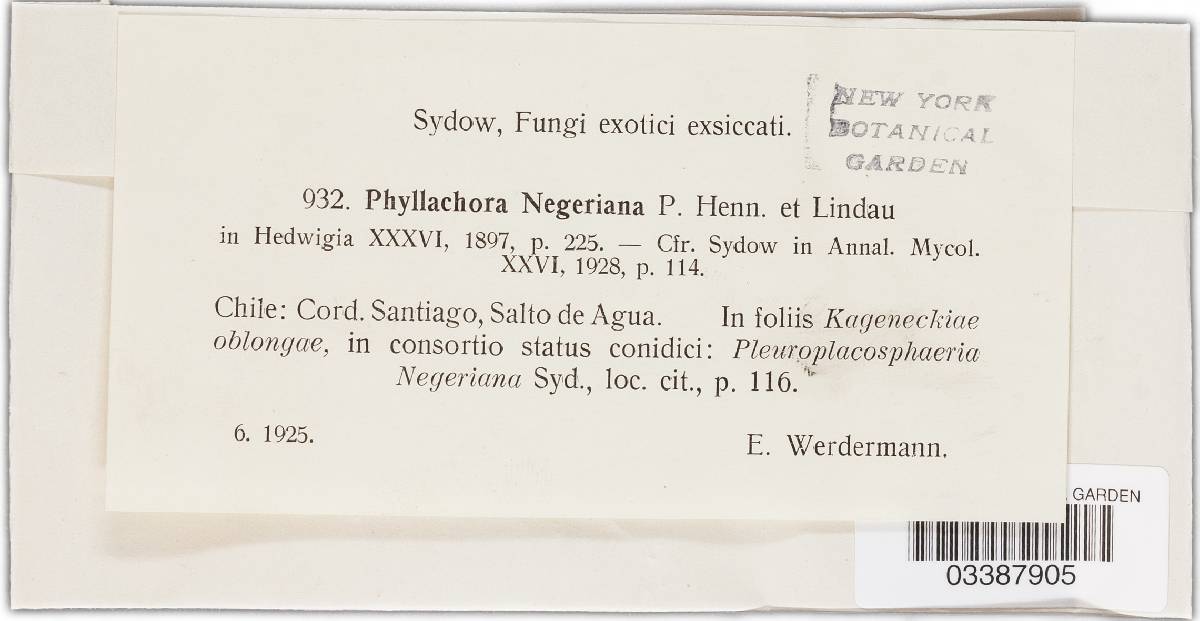 Sydow, Fungi exotici exsiccati.
NEW YORK
BOTANICAL
GARDEN
932. Phyllachora Negeriana P. Henn. et Lindau
in Hedwigia XXXVI, 1897, p. 225. — Cfr. Sydow in Annal. Mycol.
XXVI, 1928, p. 114.
Chile: Cord. Santiago, Salto de Agua. In foliis Kageneckiae
oblongae, in consortio status conidici: Pleuroplacosphaeria
Negeriana Syd., loc. cit., p. 116.
6. 1925.
E. Werdermann.
GARDEN
03387905